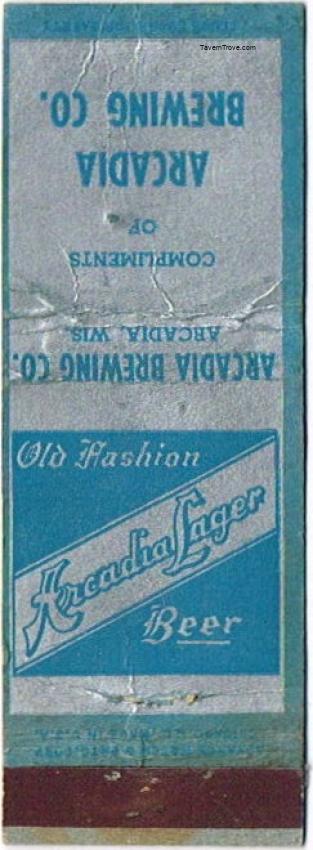 TavernTrove.com
ARCADIA
BREWING CO.
COMPLIMENTS
OF
ARCADIA BREWING CO.
ARCADIA, WIS.
Old Fashion
Arcadia Lager
Beer